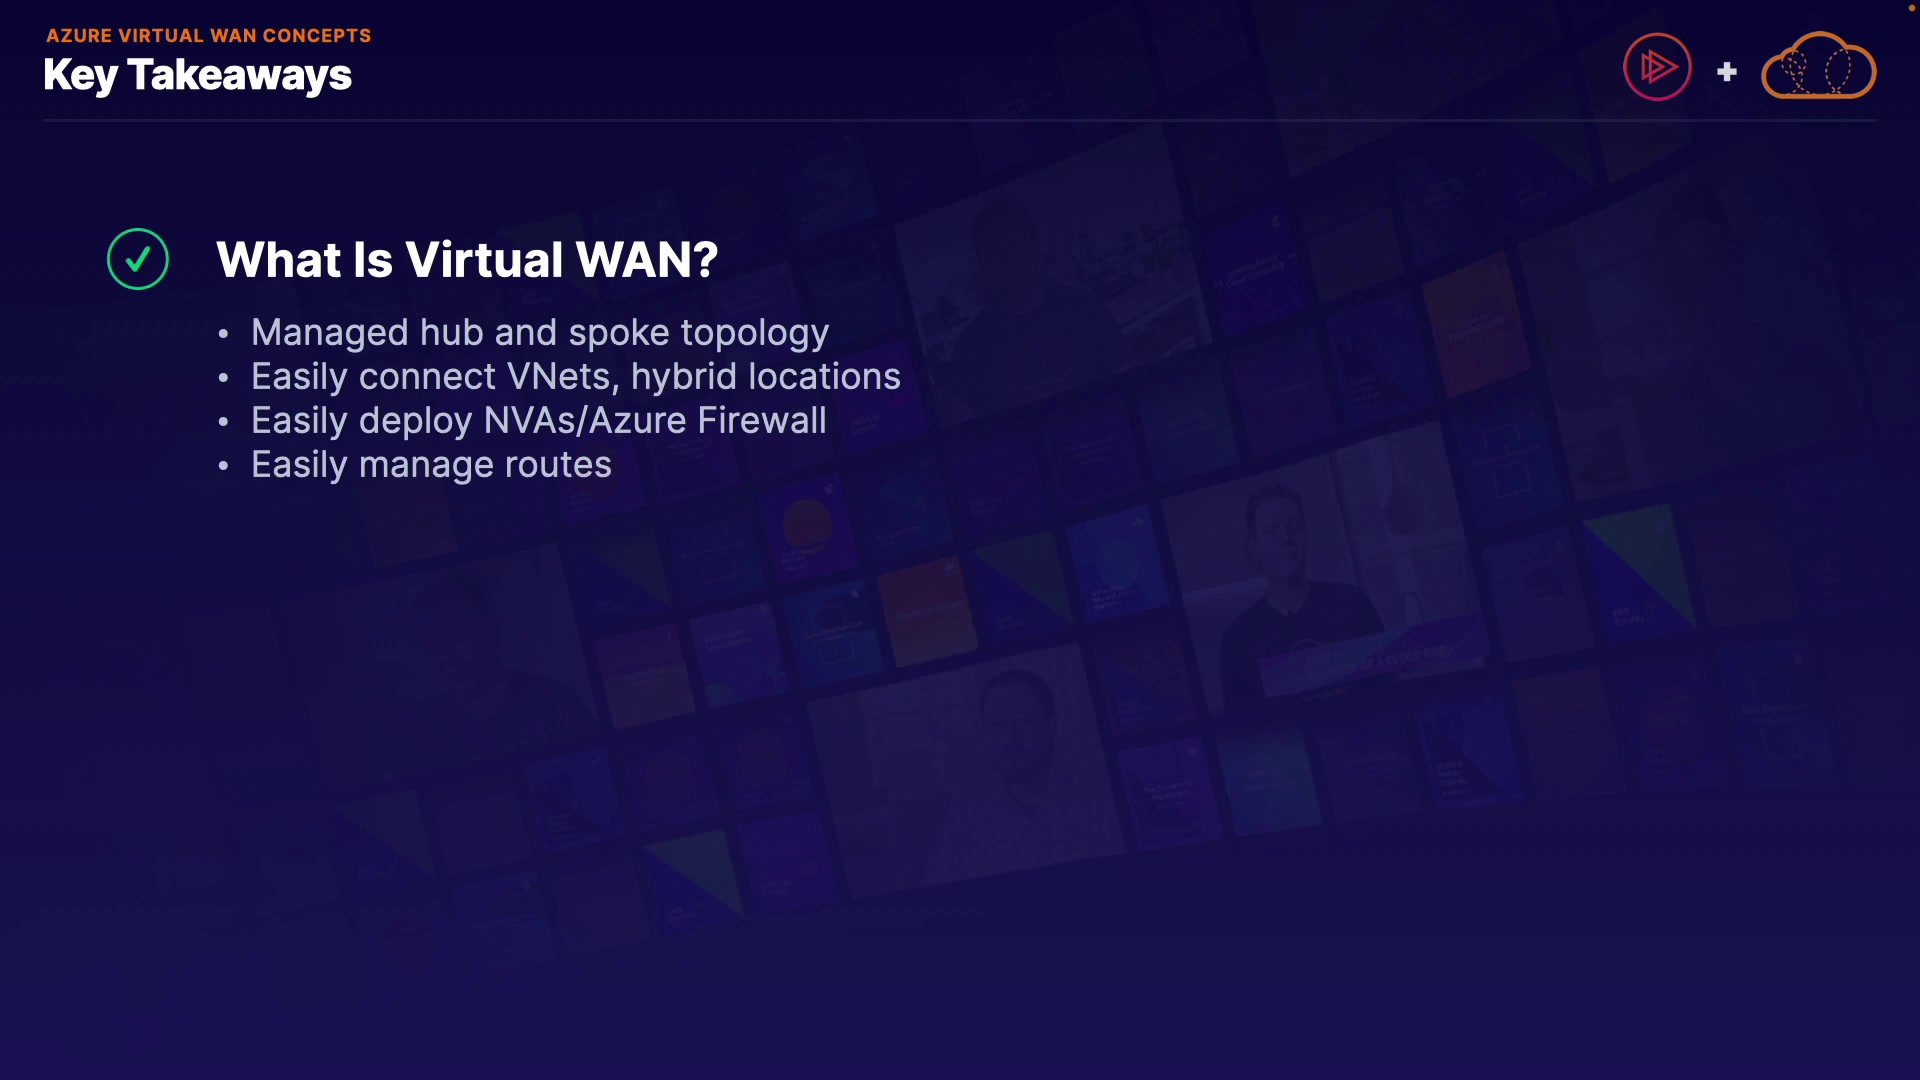 AZURE VIRTUAL WAN CONCEPTS
Key Takeaways
What Is Virtual WAN?
• Managed hub and spoke topology
• Easily connect VNets, hybrid locations
• Easily deploy NVAs/Azure Firewall
• Easily manage routes